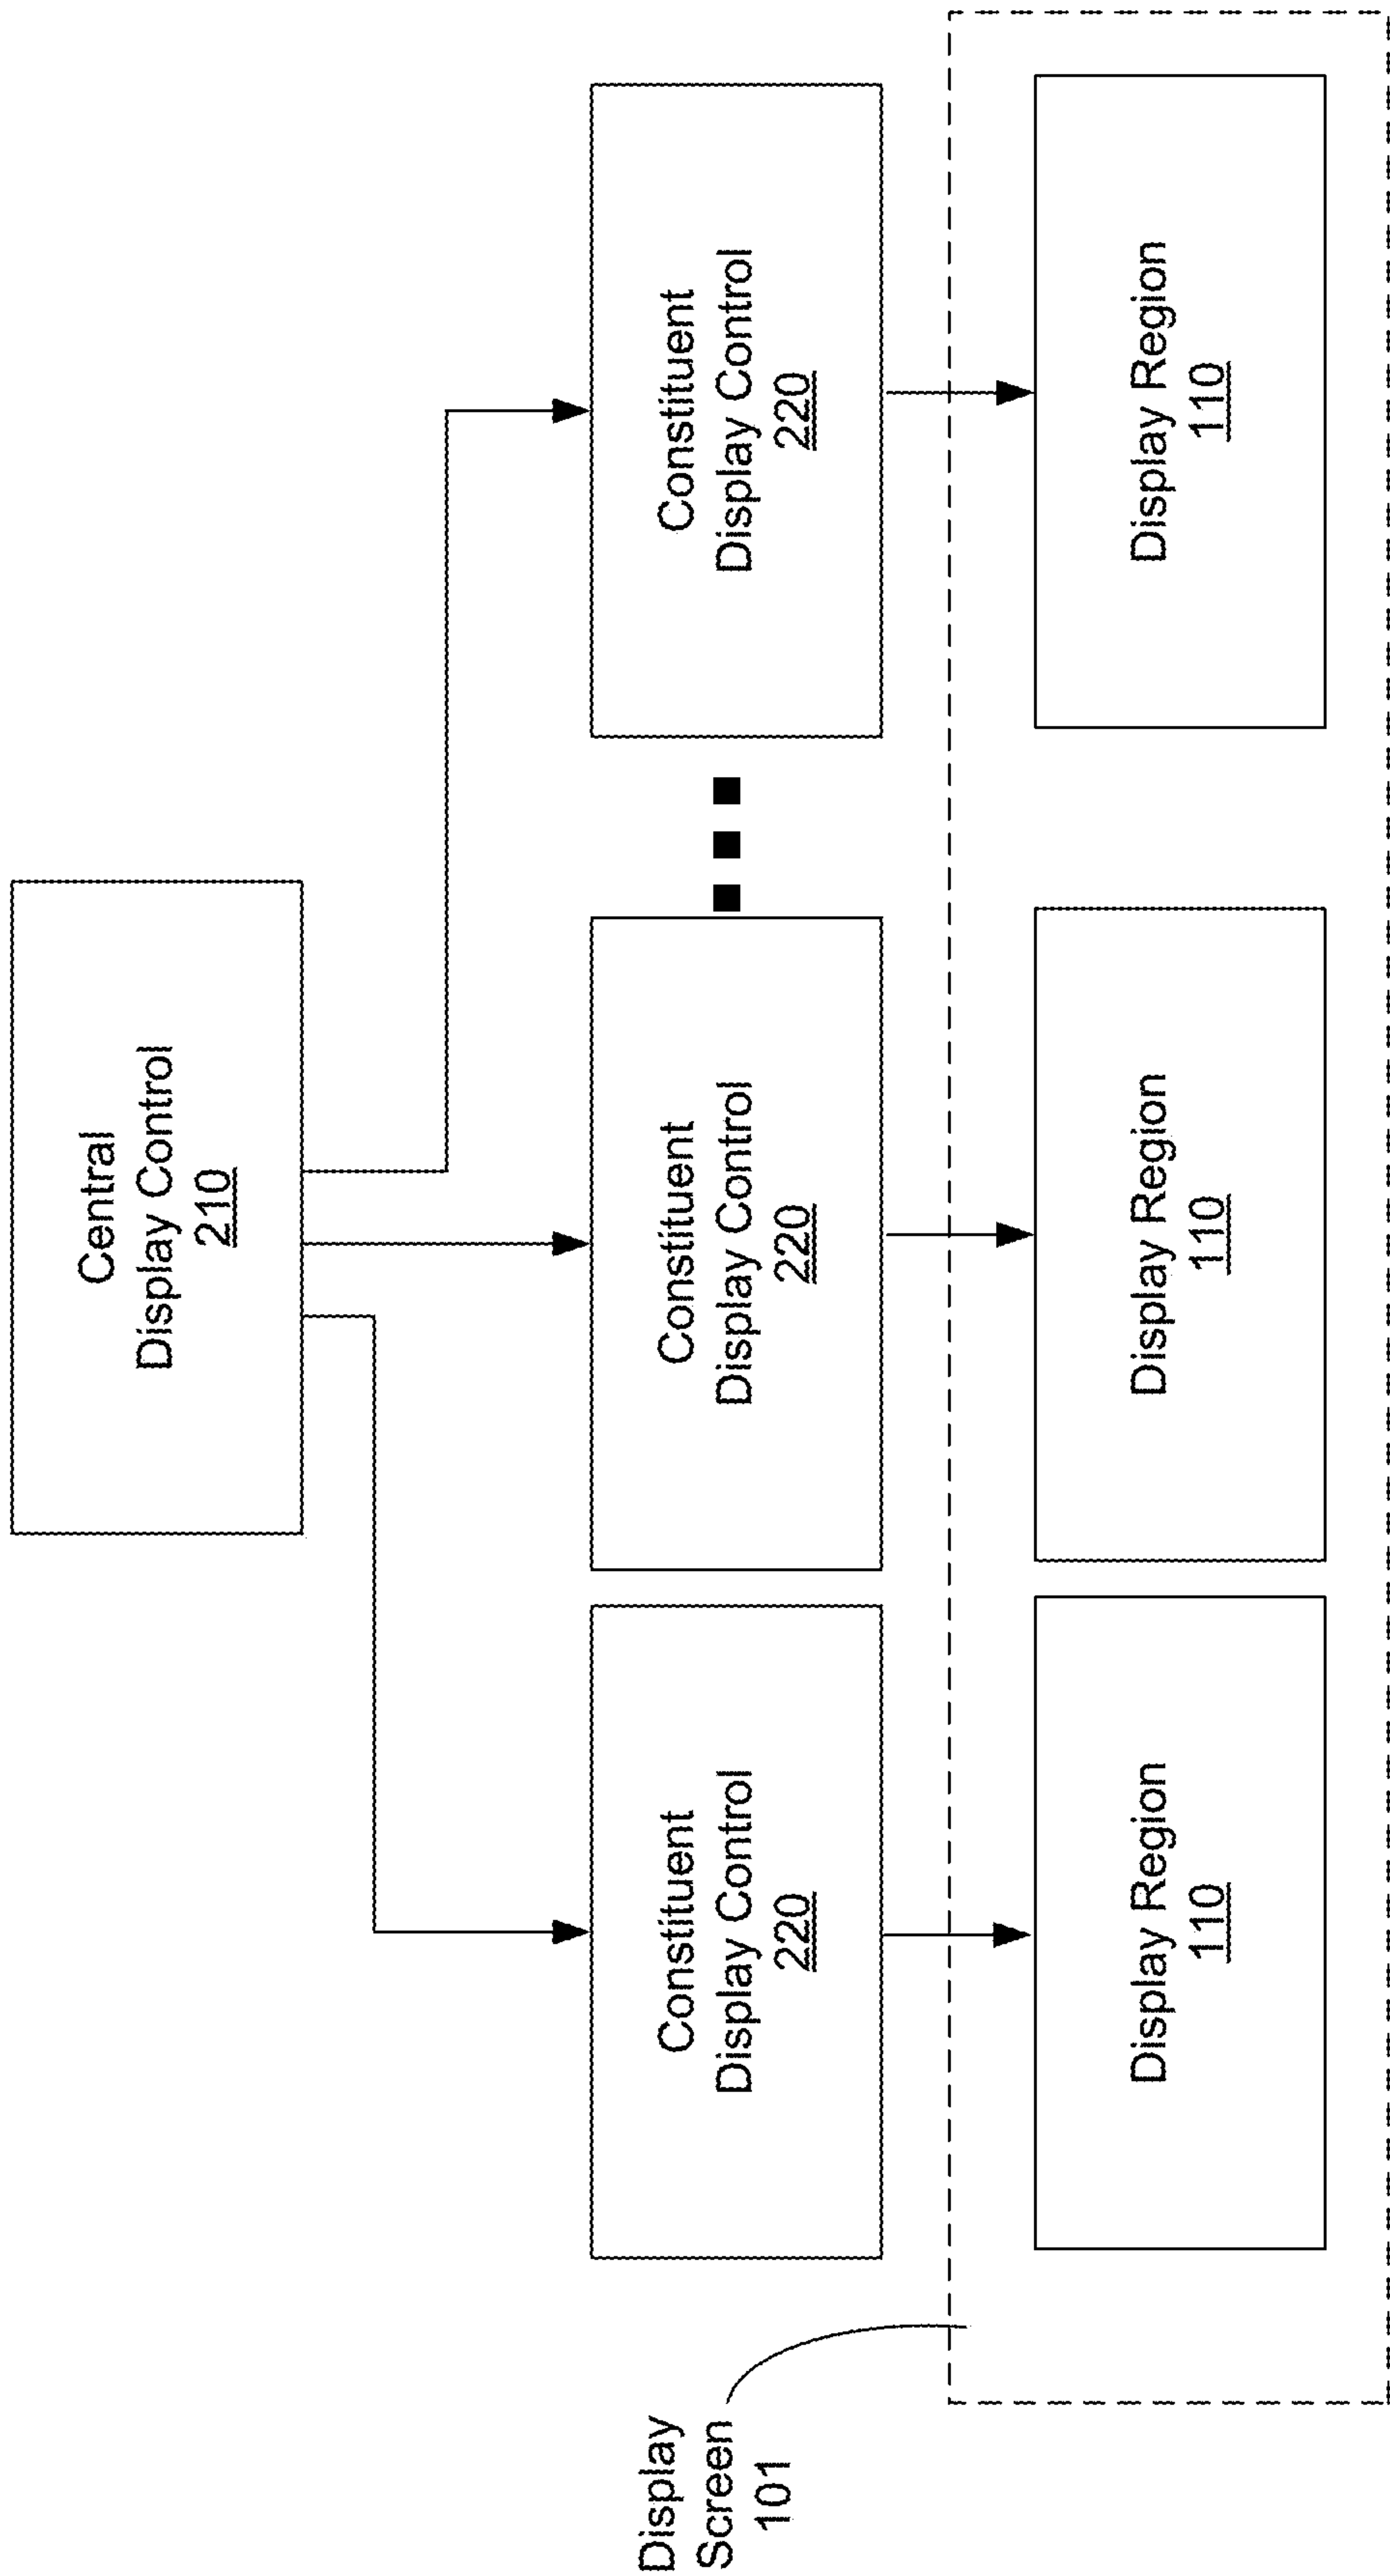 Central
Display Control
210
Constituent
Display Control
220
Constituent
Display Control
220
Constituent
Display Control
220
Display
Screen
101
Display Region
110
Display Region
110
Display Region
110